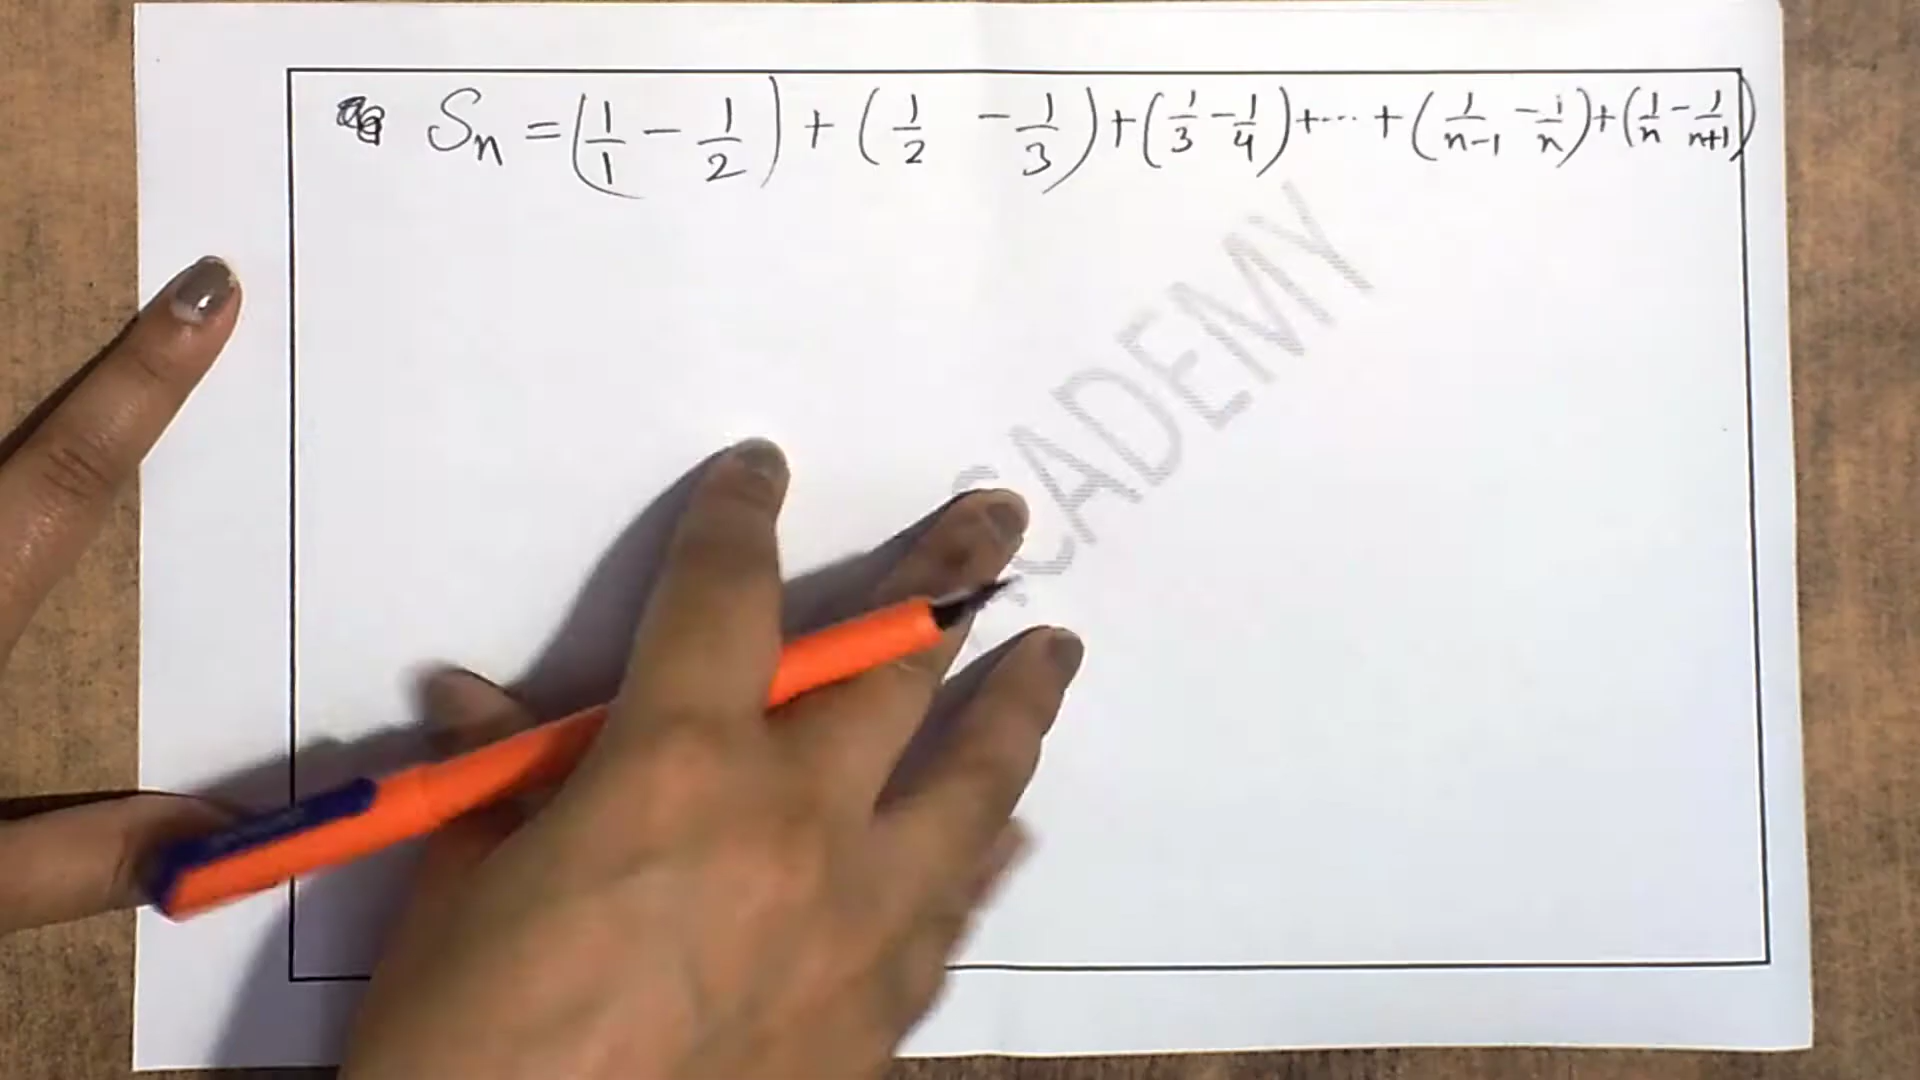 Sn = (1/1 - 1/2) + (1/2 - 1/3) + (1/3 - 1/4) + ... + (1/n-1 - 1/n) + (1/n - 1/n+1)
CADEMY